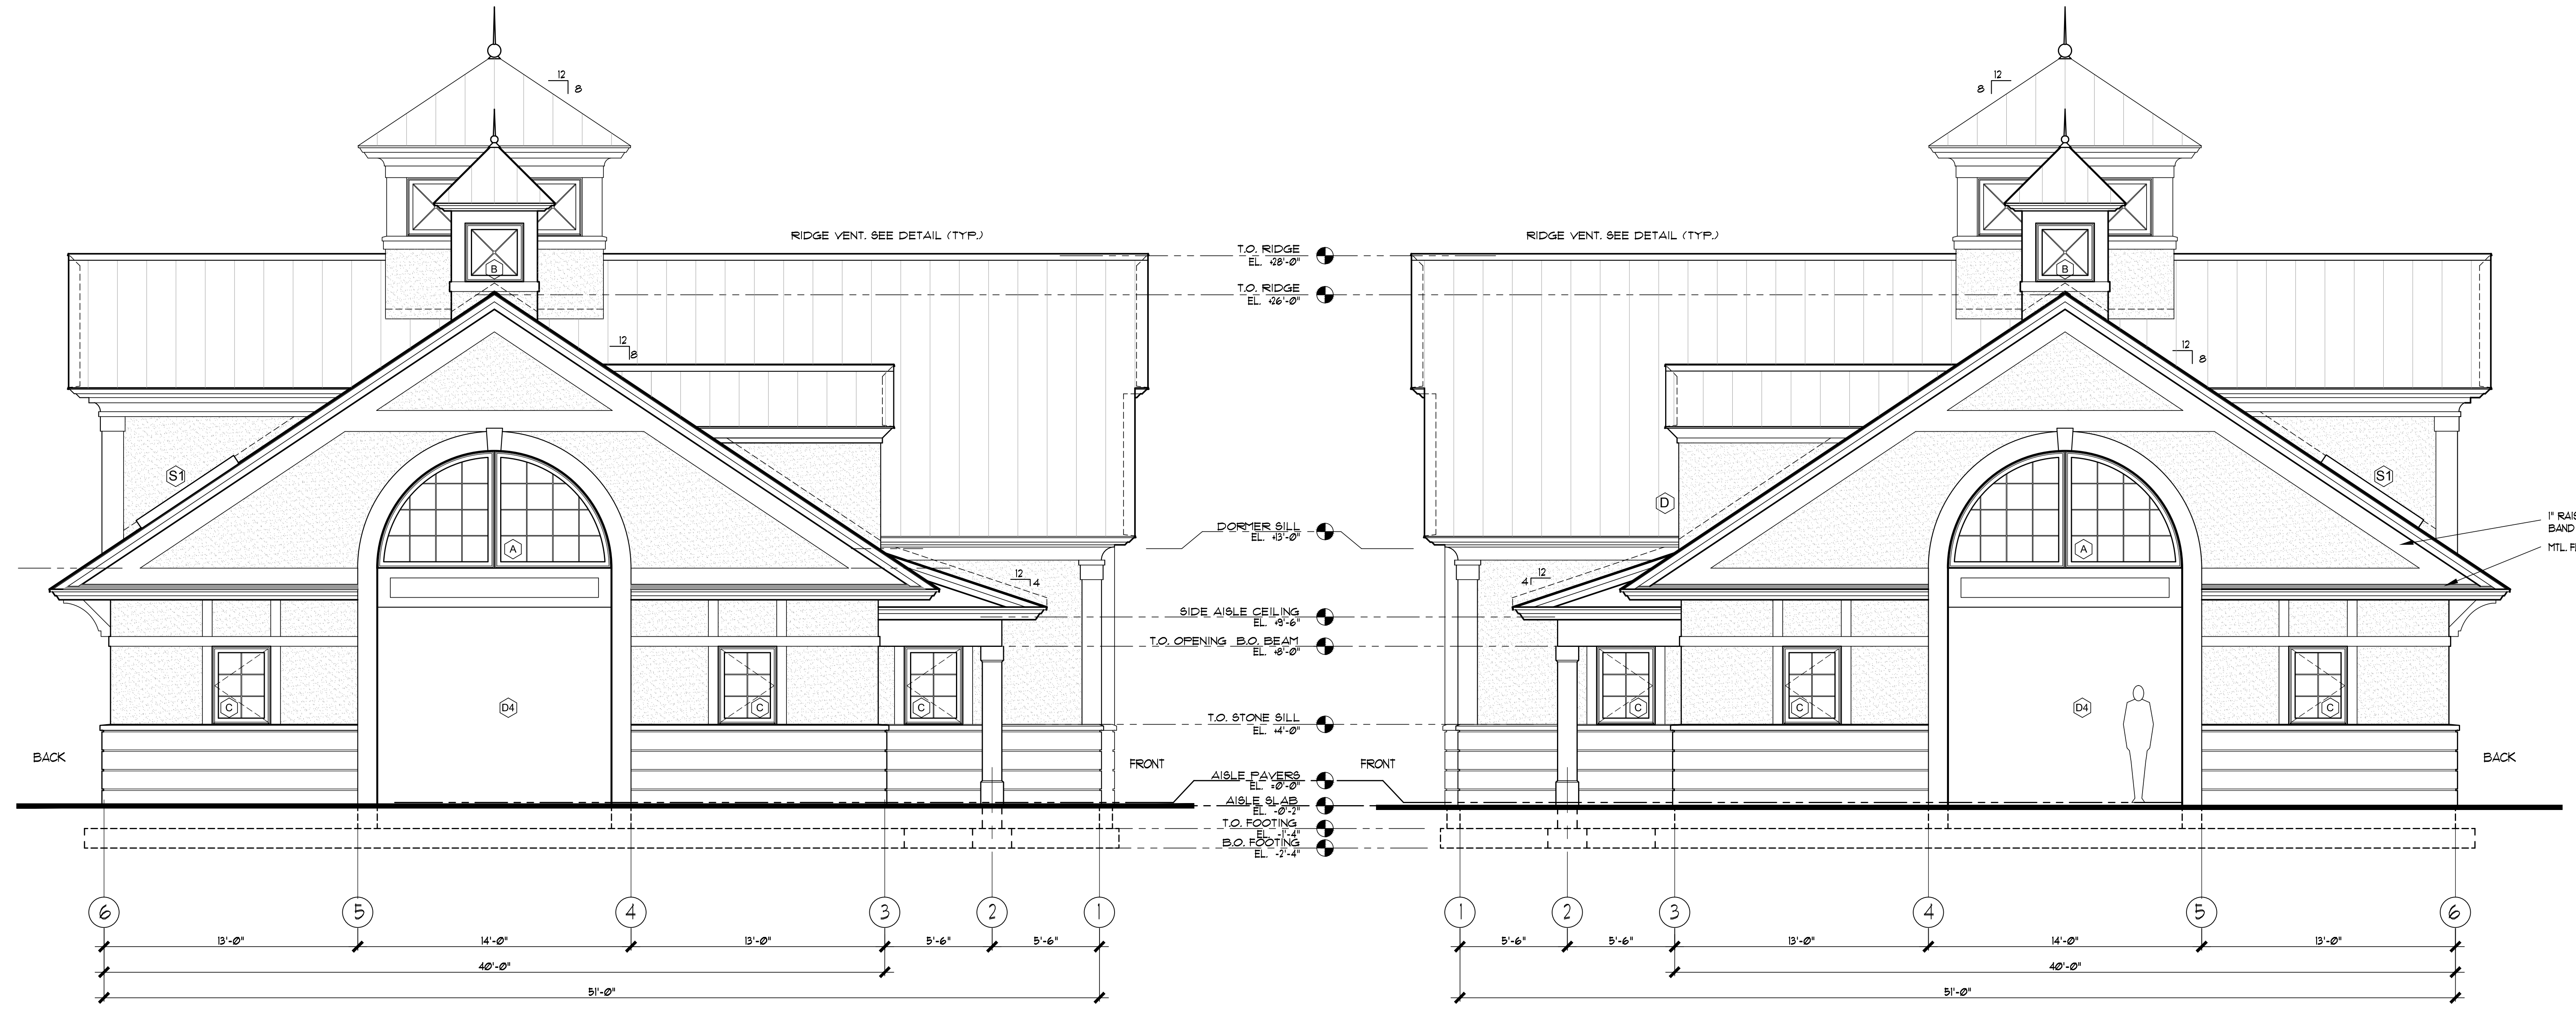 12
8
12
8
RIDGE VENT. SEE DETAIL (TYP.)
RIDGE VENT. SEE DETAIL (TYP.)
T.O. RIDGE
EL. +28'-0"
B
B
T.O. RIDGE
EL. +26'-0"
12
8
12
8
S1
S1
D
DORMER SILL
EL. +13'-0"
1" RAIS
BAND
A
A
MTL. F
12
4
12
4
SIDE AISLE CEILING
EL. +9'-6"
T.O. OPENING B.O. BEAM
EL. +8'-0"
C
D4
C
C
C
C
D4
C
T.O. STONE SILL
EL. +4'-0"
BACK
FRONT
FRONT
BACK
AISLE PAVERS
EL. =0'-0"
AISLE SLAB
EL. -0'-2"
T.O. FOOTING
EL. -1'-4"
B.O. FOOTING
EL. -2'-4"
6 5 4 3 2 1
1 2 3 4 5 6
13'-0" 14'-0" 13'-0" 5'-6" 5'-6"
5'-6" 5'-6" 13'-0" 14'-0" 13'-0"
40'-0"
40'-0"
51'-0"
51'-0"